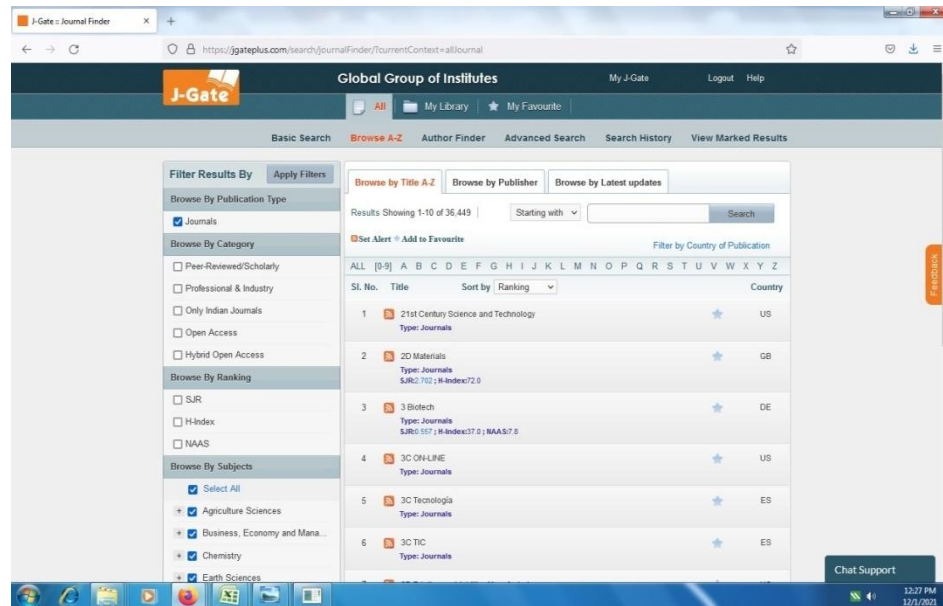 J-Gate :: Journal Finder
https://jgateplus.com/search/journalFinder/?currentContext=allJournal
J-Gate
Global Group of Institutes
My J-Gate
Logout
Help
All
My Library
My Favourite
Basic Search
Browse A-Z
Author Finder
Advanced Search
Search History
View Marked Results
Filter Results By
Apply Filters
Browse By Publication Type
Journals
Browse By Category
Peer-Reviewed/Scholarly
Professional & Industry
Only Indian Journals
Open Access
Hybrid Open Access
Browse By Ranking
SJR
H-Index
NAAS
Browse By Subjects
Select All
Agriculture Sciences
Business, Economy and Mana...
Chemistry
Earth Sciences
Browse by Title A-Z
Browse by Publisher
Browse by Latest updates
Results Showing 1-10 of 36,449
Starting with
Search
Set Alert Add to Favourite
Filter by Country of Publication
ALL [0-9] A B C D E F G H I J K L M N O P Q R S T U V W X Y Z
Sl. No. Title Sort by Ranking Country
1 21st Century Science and Technology US
Type: Journals
2 2D Materials GB
Type: Journals
SJR:2.702 ; H-Index:72.0
3 3 Biotech DE
Type: Journals
SJR:0.557 ; H-Index:37.0 ; NAAS:7.8
4 3C ON-LINE US
Type: Journals
5 3C Tecnología ES
Type: Journals
6 3C TIC ES
Type: Journals
Feedback
Chat Support
12:27 PM
12/1/2021